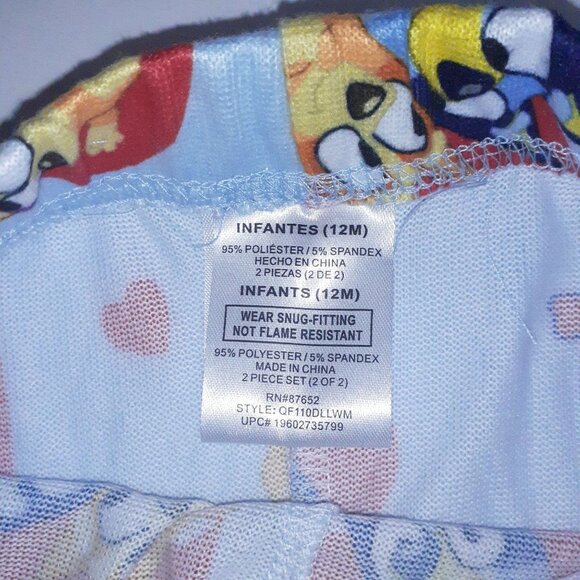 INFANTES (12M)
95% POLIÉSTER / 5% SPANDEX
HECHO EN CHINA
2 PIEZAS (2 DE 2)
INFANTS (12M)
WEAR SNUG-FITTING
NOT FLAME RESISTANT
95% POLYESTER / 5% SPANDEX
MADE IN CHINA
2 PIECE SET (2 OF 2)
RN#87652
STYLE: QF110DLLWM
UPC# 19602735799